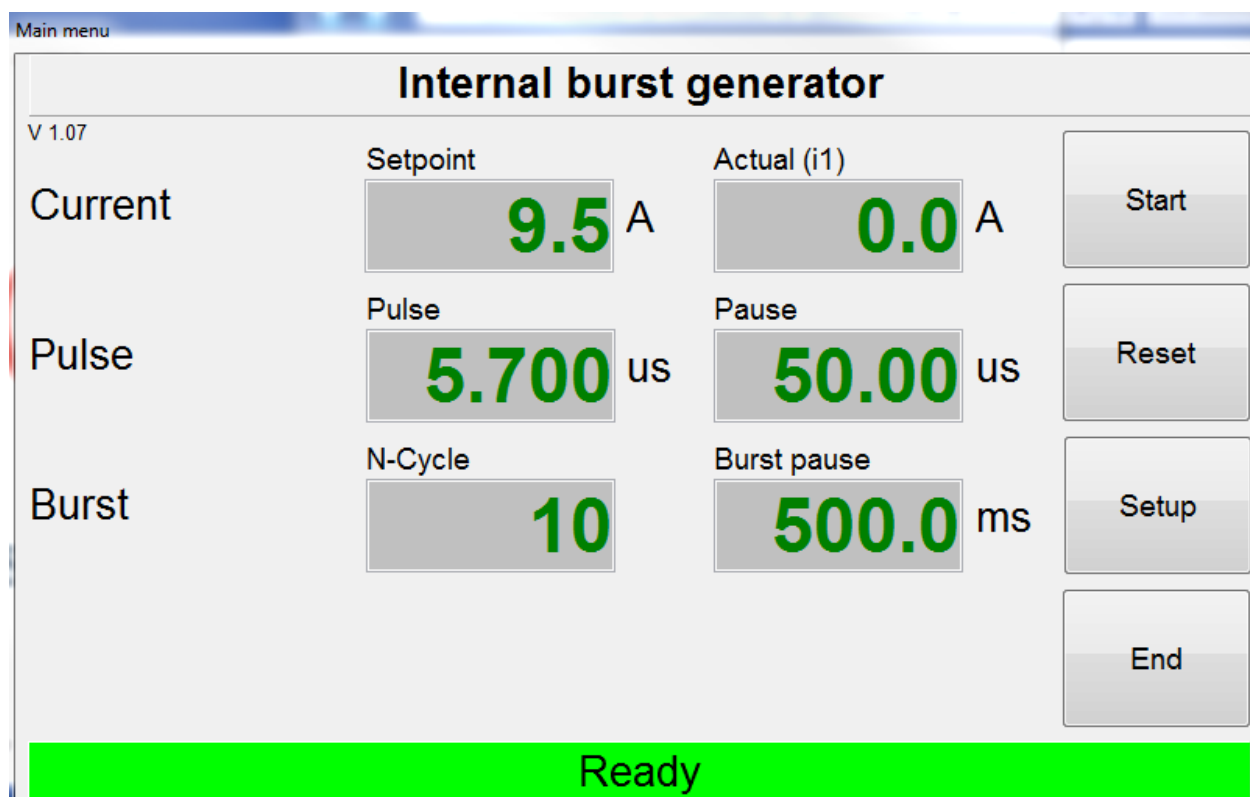 Main menu
Internal burst generator
V 1.07
Setpoint Actual (i1)
Current 9.5 A 0.0 A Start
Pulse Pause
Pulse 5.700 us 50.00 us Reset
N-Cycle Burst pause
Burst 10 500.0 ms Setup
End
Ready